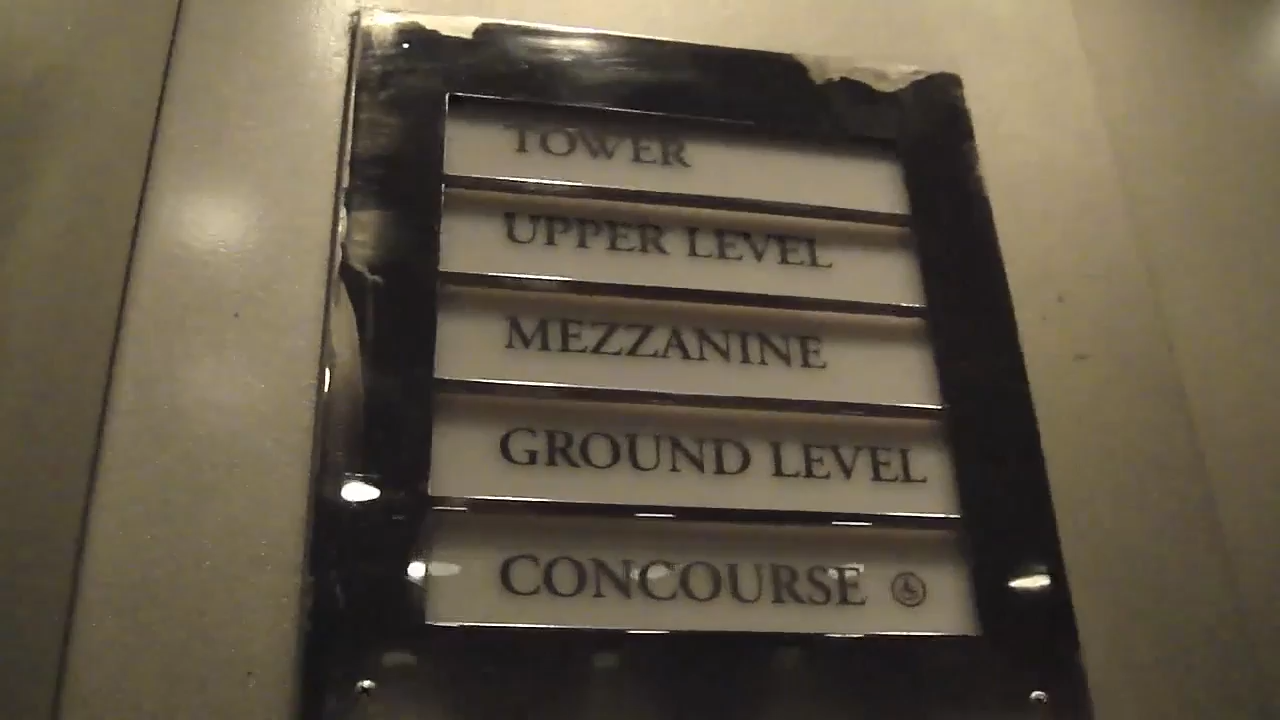 TOWER
UPPER LEVEL
MEZZANINE
GROUND LEVEL
CONCOURSE